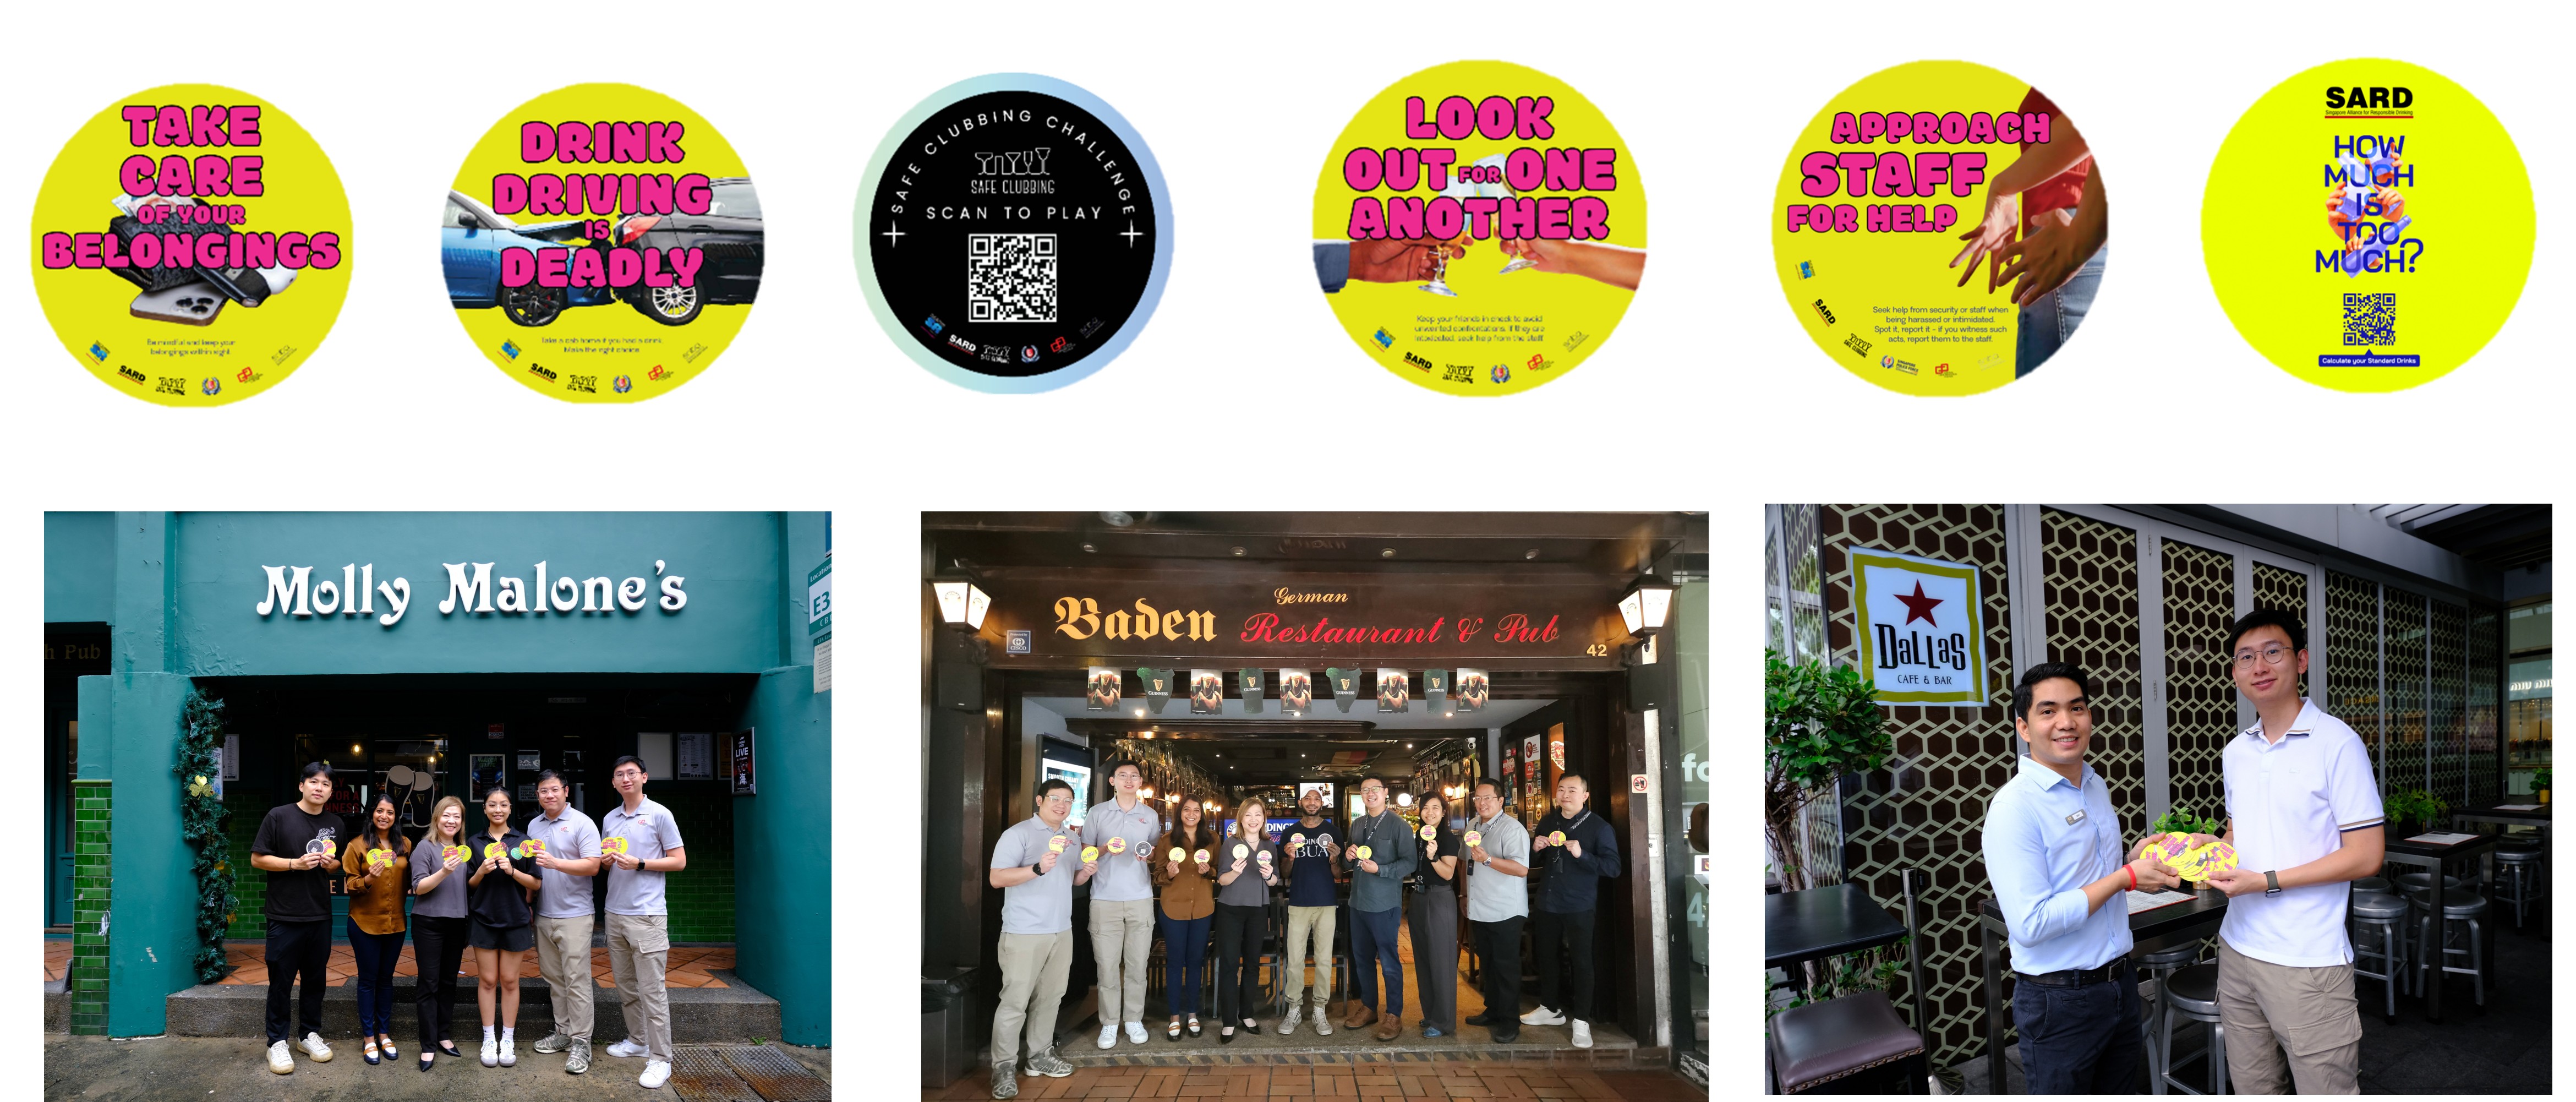 TAKE
CARE
OF YOUR
BELONGINGS
Be mindful and keep your
belongings within sight
SARD
DRINK
DRIVING
IS
DEADLY
Take a cab home if you had a drink.
Make the right choice.
SARD
SAFE CLUBBING CHALLENGE
SAFE CLUBBING
SCAN TO PLAY
SARD
LOOK
OUT FOR ONE
ANOTHER
Keep your friends in check to avoid
unwanted confrontations. If they are
intoxicated, seek help from the staff
SARD
APPROACH
STAFF
FOR HELP
Seek help from security or staff when
being harassed or intimidated.
Spot it, report it - if you witness such
acts, report them to the staff.
SARD
SARD
Singapore Alliance for Responsible Drinking
HOW
MUCH
IS
TOO
MUCH?
Calculate your Standard Drinks
Molly Malone's
h Pub
E3
LIVE
Baden German
Restaurant & Pub
CISCO
42
GUINNESS
GUINNESS
fo
DaLLaS
CAFE & BAR